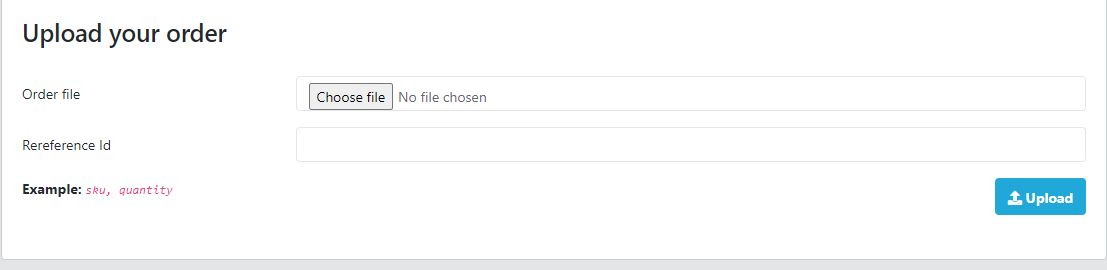 Upload your order
Order file Choose file No file chosen
Rereference Id
Example: sku, quantity Upload